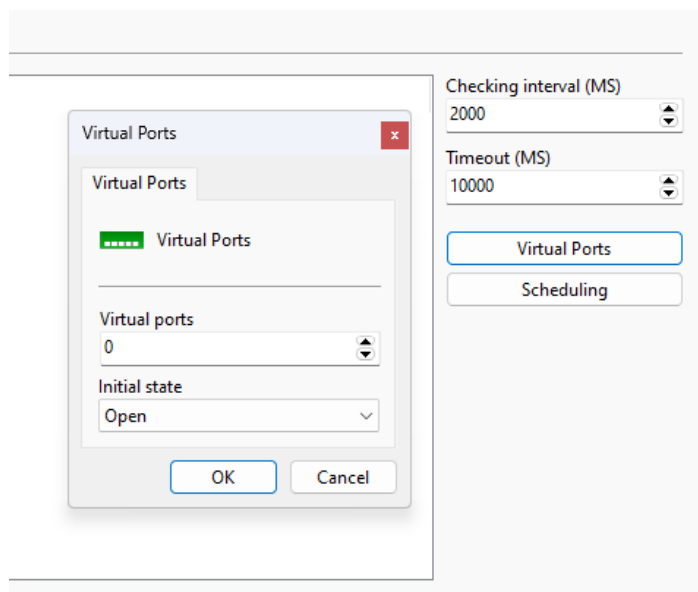 Virtual Ports
x
Virtual Ports
Virtual Ports
Virtual ports
0
Initial state
Open
OK
Cancel
Checking interval (MS)
2000
Timeout (MS)
10000
Virtual Ports
Scheduling